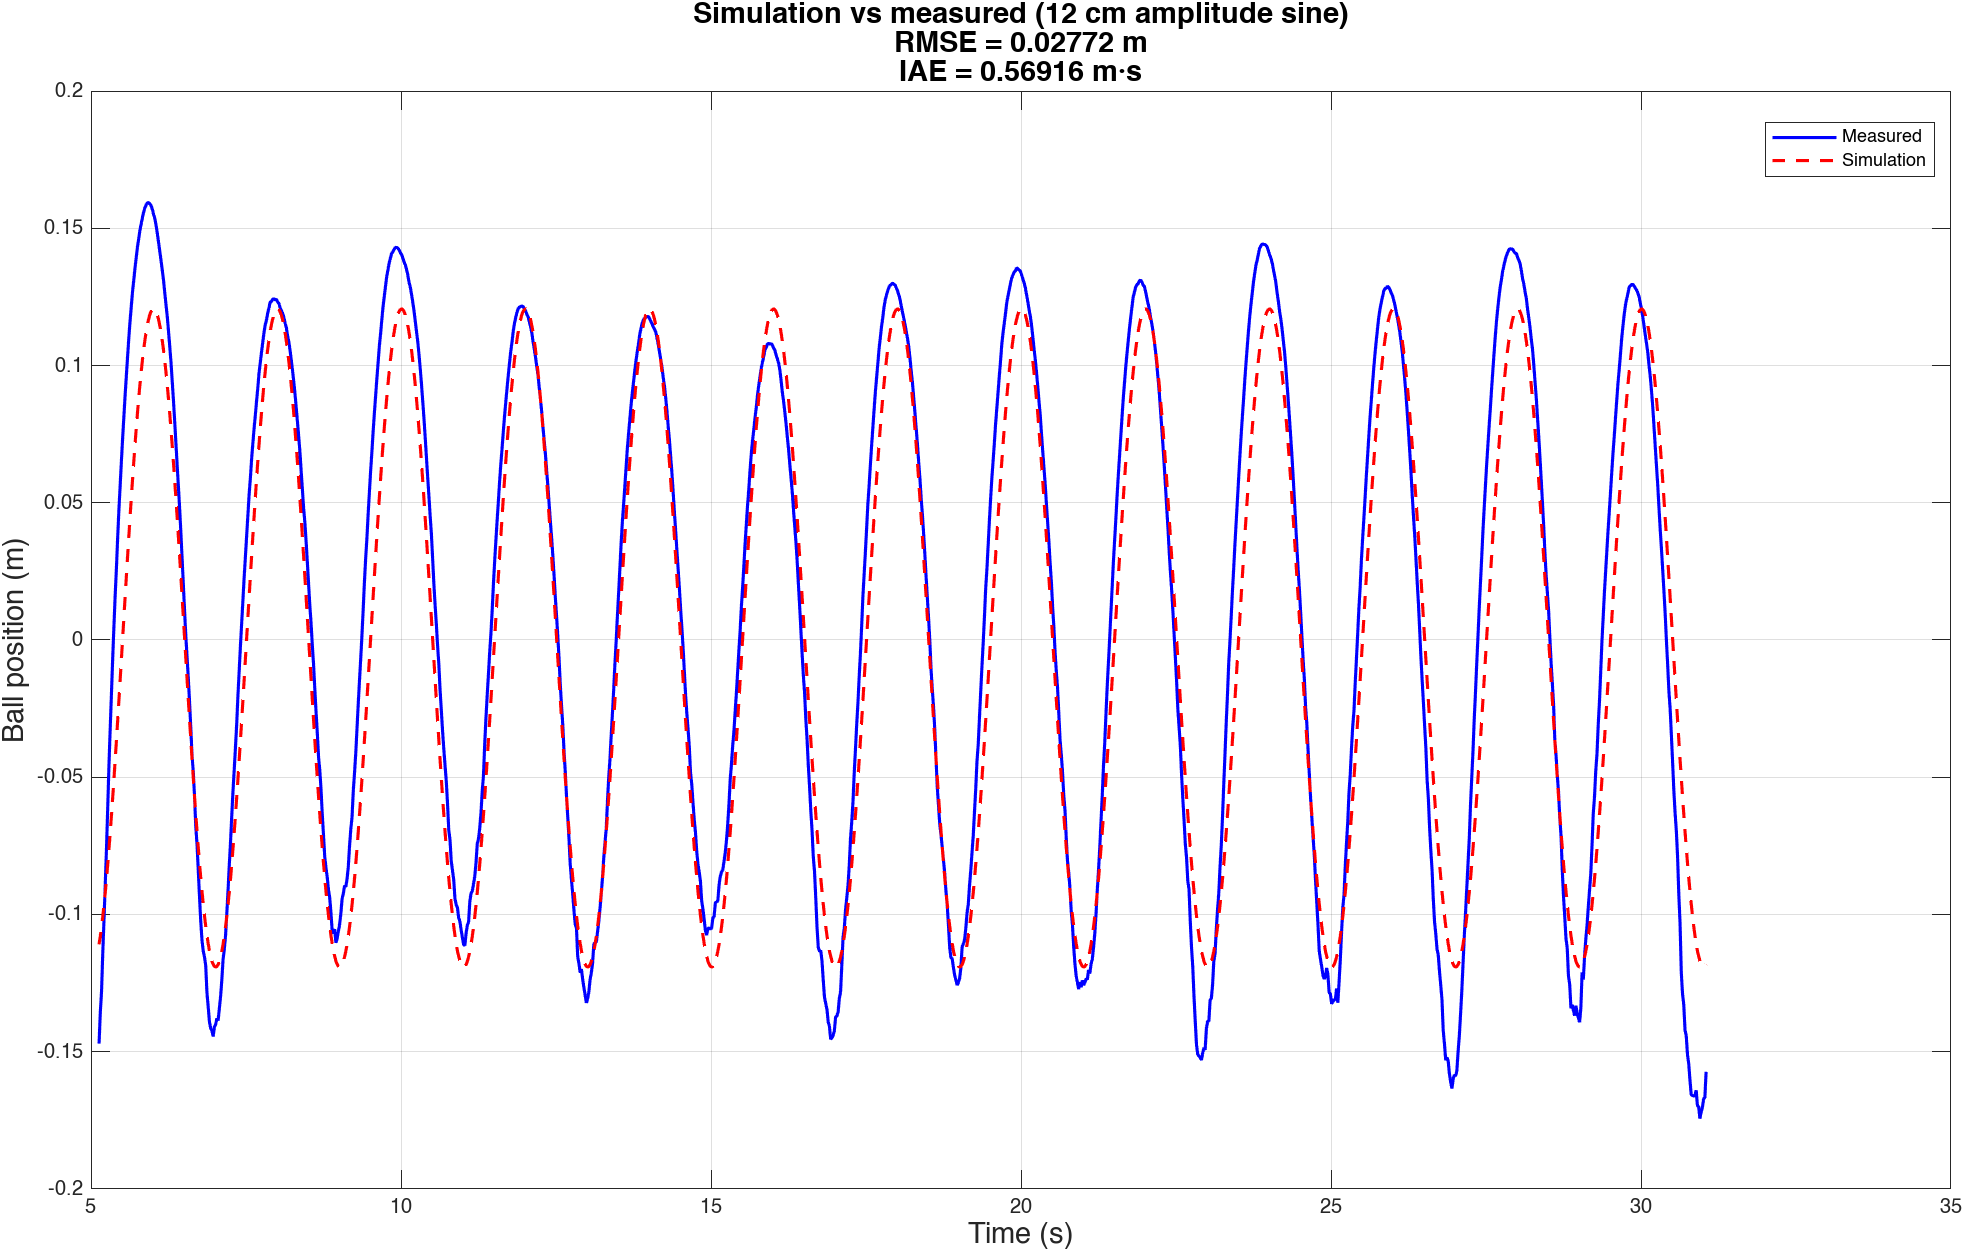 Simulation vs measured (12 cm amplitude sine)
RMSE = 0.02772 m
IAE = 0.56916 m·s
0.2
0.15
0.1
0.05
0
-0.05
-0.1
-0.15
-0.2
Ball position (m)
Measured
Simulation
5
10
15
20
25
30
35
Time (s)